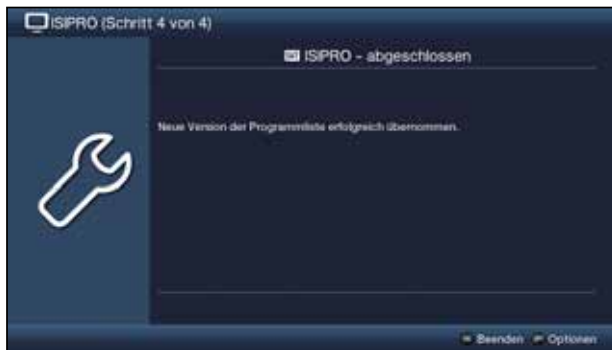 ISIPRO (Schritt 4 von 4)
ISIPRO - abgeschlossen
Neue Version der Programmliste erfolgreich übernommen.
Beenden Optionen